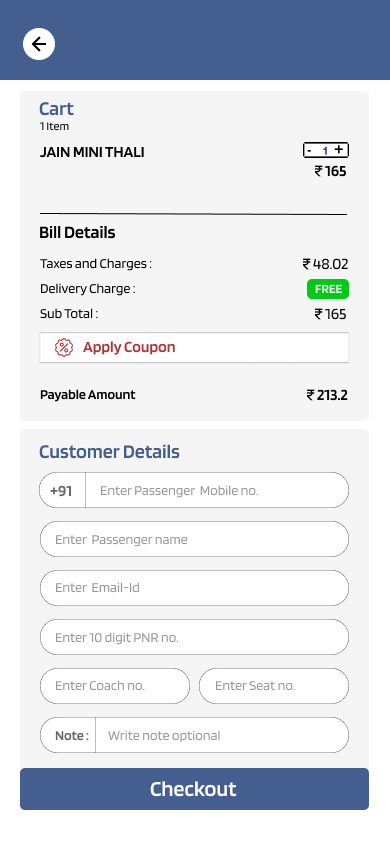 Cart
1 Item
JAIN MINI THALI
- 1 +
₹ 165
Bill Details
Taxes and Charges : ₹ 48.02
Delivery Charge : FREE
Sub Total : ₹ 165
Apply Coupon
Payable Amount ₹ 213.2
Customer Details
+91 Enter Passenger Mobile no.
Enter Passenger name
Enter Email-Id
Enter 10 digit PNR no.
Enter Coach no. Enter Seat no.
Note : Write note optional
Checkout